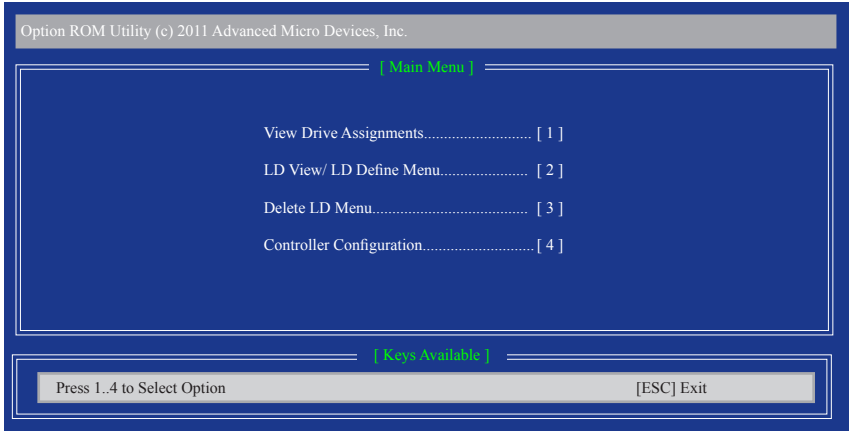 Option ROM Utility (c) 2011 Advanced Micro Devices, Inc.
[ Main Menu ]
View Drive Assignments........................... [ 1 ]
LD View/ LD Define Menu...................... [ 2 ]
Delete LD Menu....................................... [ 3 ]
Controller Configuration............................[ 4 ]
[ Keys Available ]
Press 1..4 to Select Option [ESC] Exit